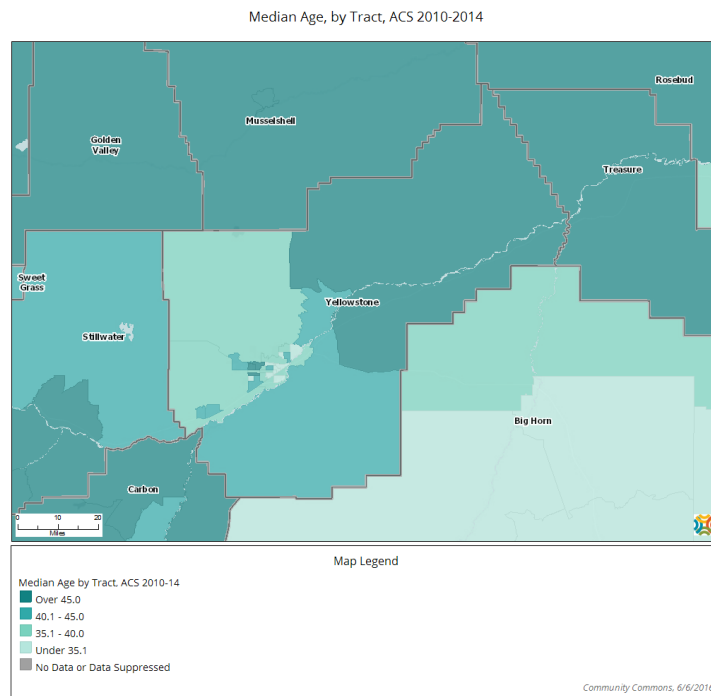 Median Age, by Tract, ACS 2010-2014
Rosebud
Musselshell
Golden
Valley
Treasure
Sweet
Grass
Yellowstone
Stillwater
Big Horn
Carbon
0 10 20
Miles
Map Legend
Median Age by Tract, ACS 2010-14
Over 45.0
40.1 - 45.0
35.1 - 40.0
Under 35.1
No Data or Data Suppressed
Community Commons, 6/6/2016